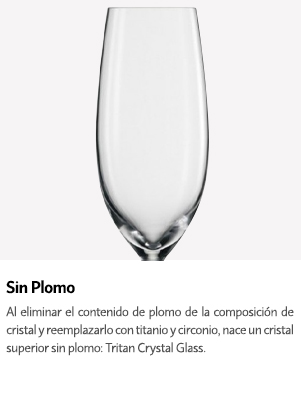 Sin Plomo
Al eliminar el contenido de plomo de la composición de
cristal y reemplazarlo con titanio y circonio, nace un cristal
superior sin plomo: Tritan Crystal Glass.